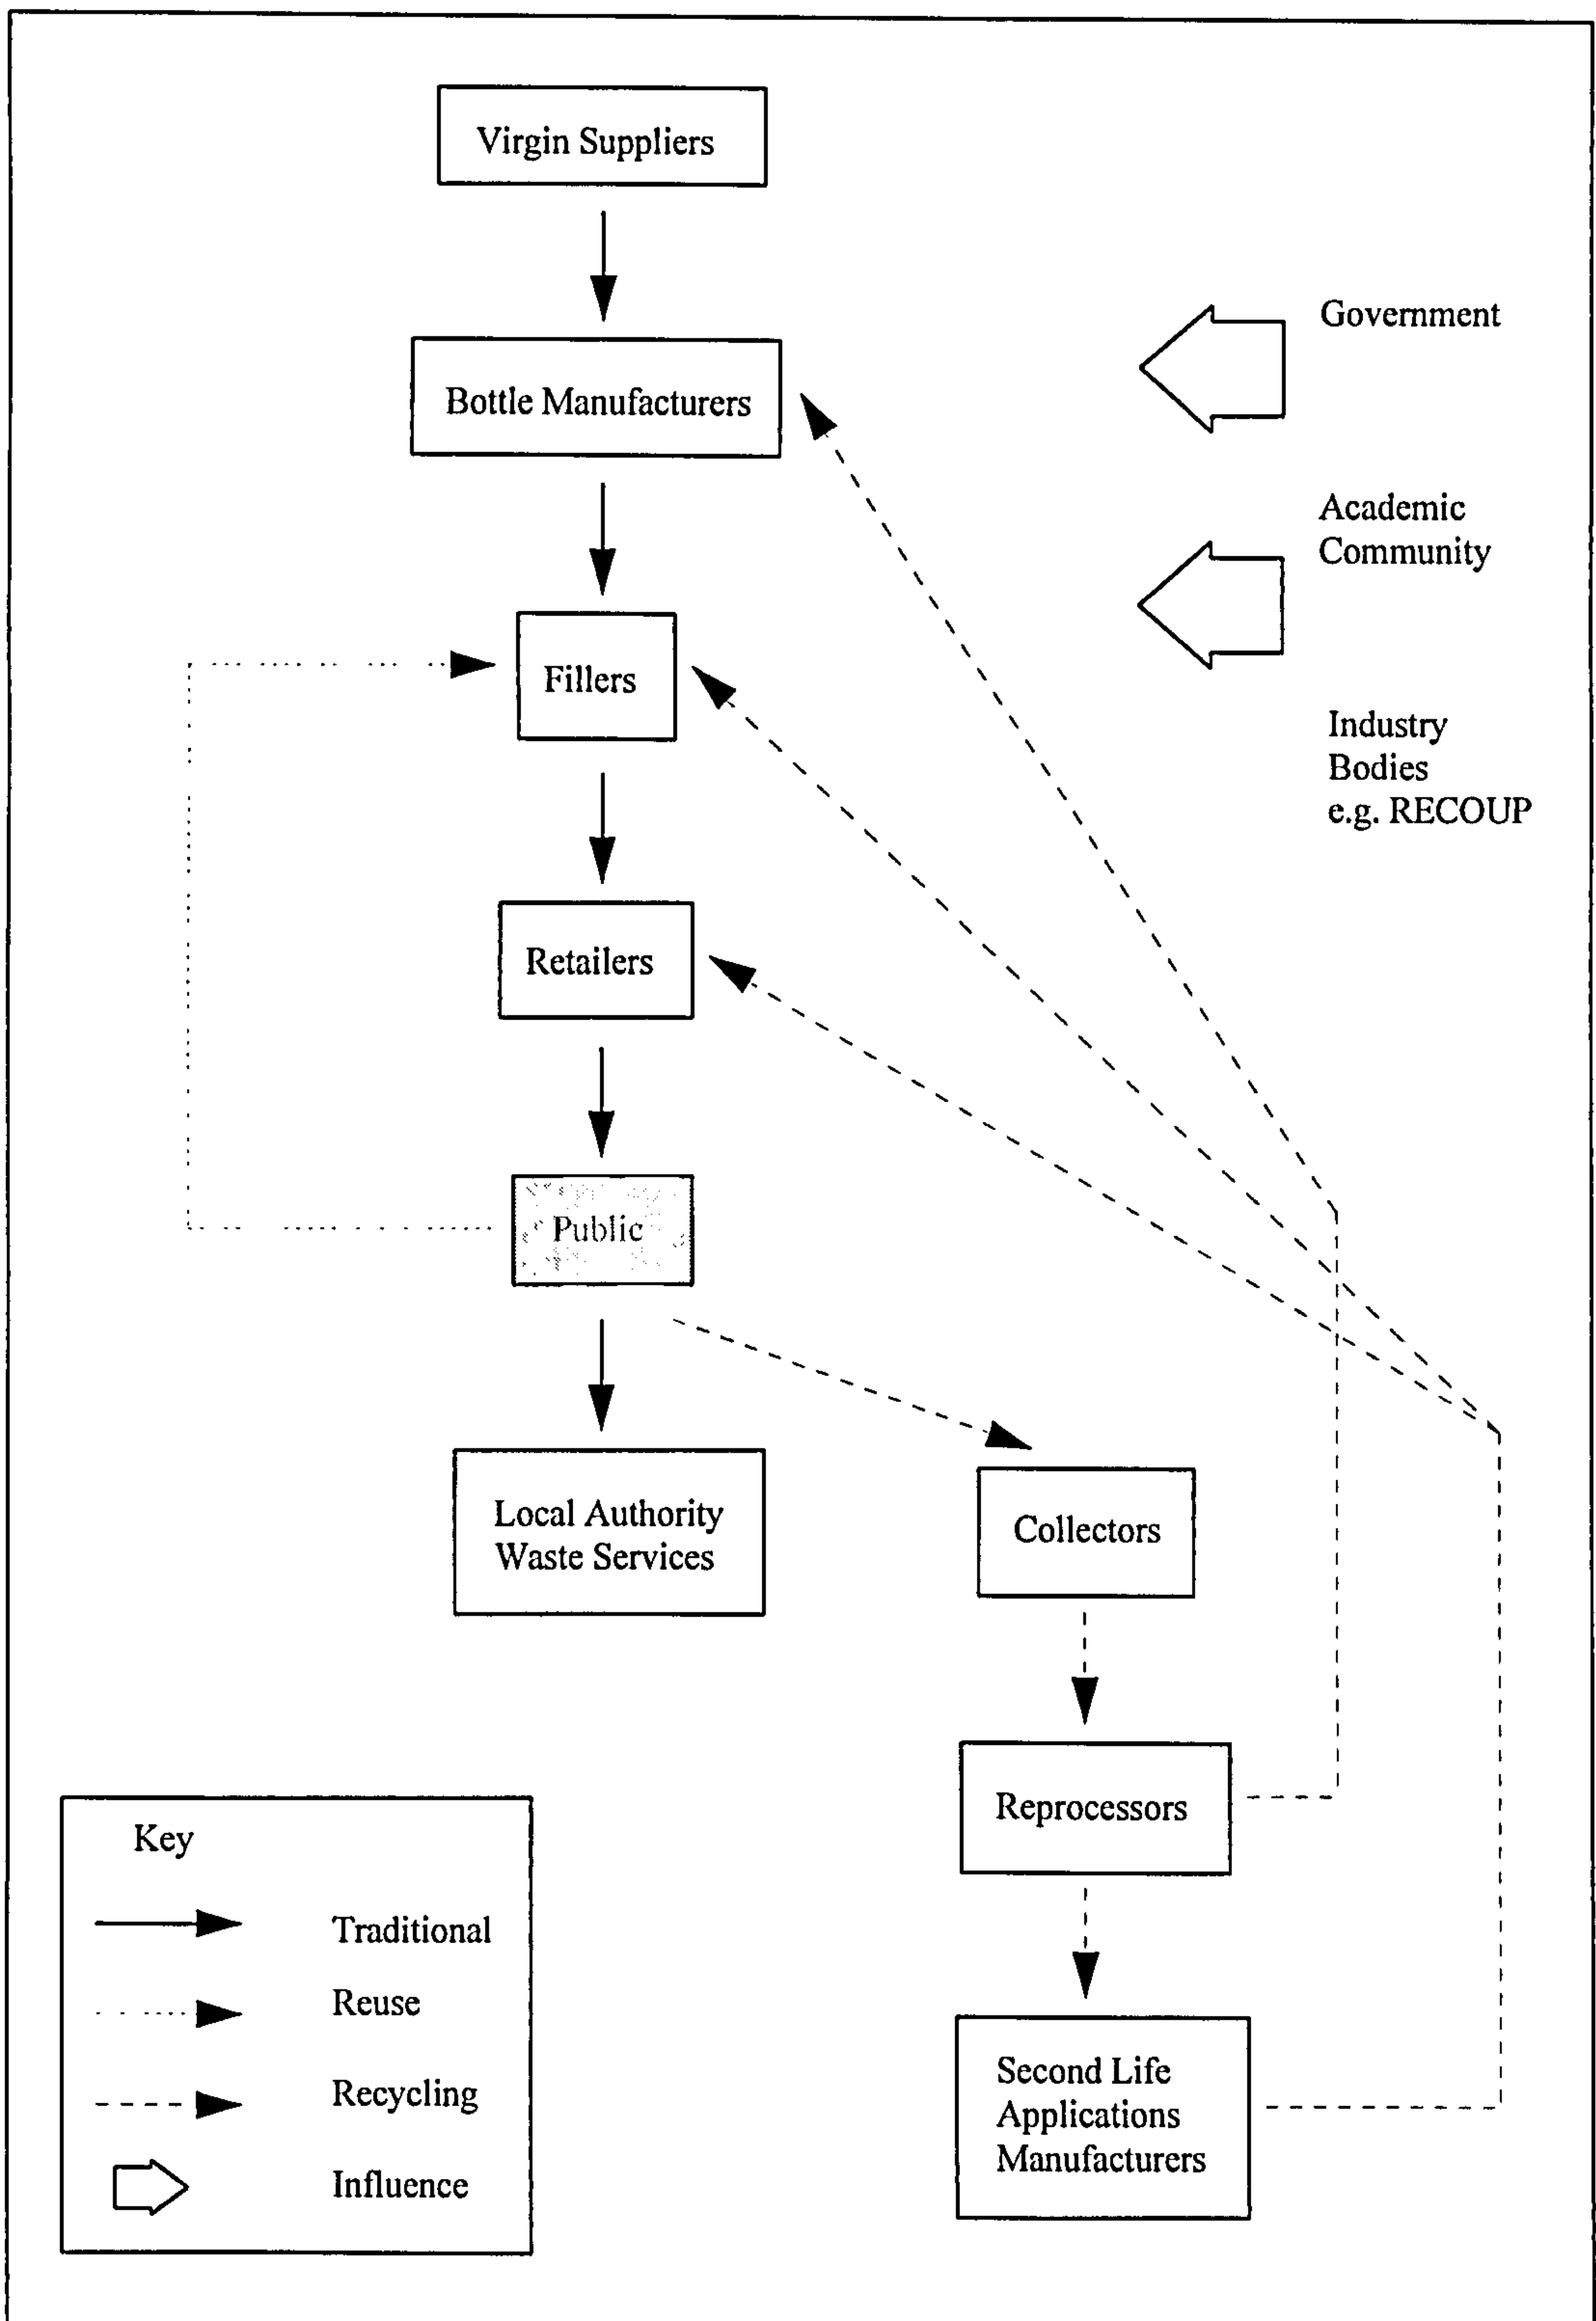 Virgin Suppliers
Government
Bottle Manufacturers
Academic
Community
Fillers
Industry
Bodies
e.g. RECOUP
Retailers
Public
Local Authority
Waste Services
Collectors
Reprocessors
Second Life
Applications
Manufacturers
Key
Traditional
Reuse
Recycling
Influence